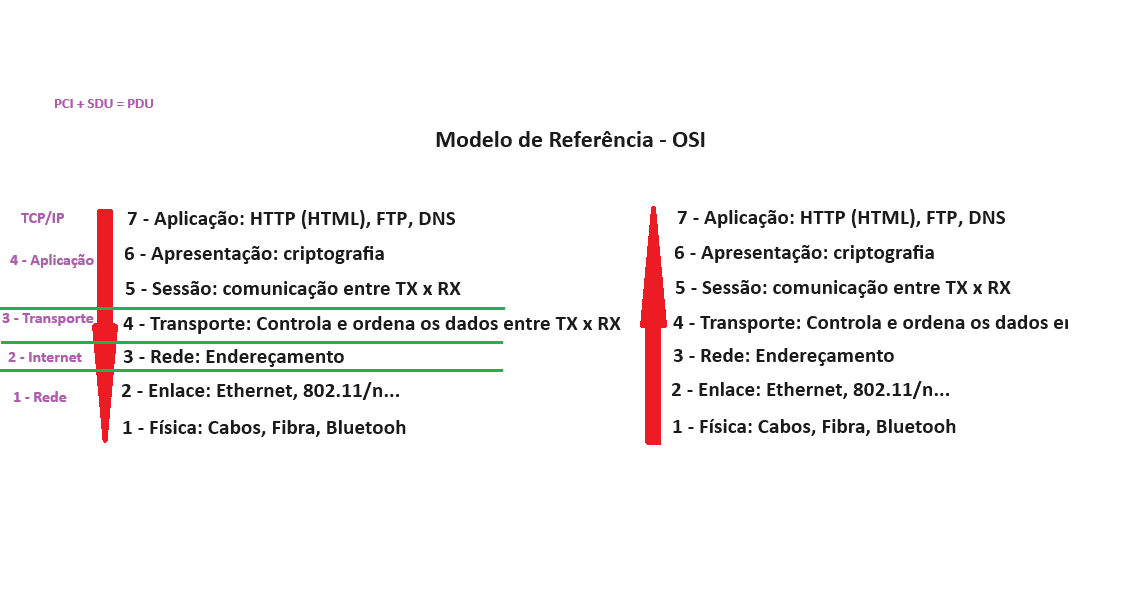 PCI + SDU = PDU
Modelo de Referência - OSI
TCP/IP
4 - Aplicação
3 - Transporte
2 - Internet
1 - Rede
7 - Aplicação: HTTP (HTML), FTP, DNS
6 - Apresentação: criptografia
5 - Sessão: comunicação entre TX x RX
4 - Transporte: Controla e ordena os dados entre TX x RX
3 - Rede: Endereçamento
2 - Enlace: Ethernet, 802.11/n...
1 - Física: Cabos, Fibra, Bluetooh
7 - Aplicação: HTTP (HTML), FTP, DNS
6 - Apresentação: criptografia
5 - Sessão: comunicação entre TX x RX
4 - Transporte: Controla e ordena os dados
3 - Rede: Endereçamento
2 - Enlace: Ethernet, 802.11/n...
1 - Física: Cabos, Fibra, Bluetooh